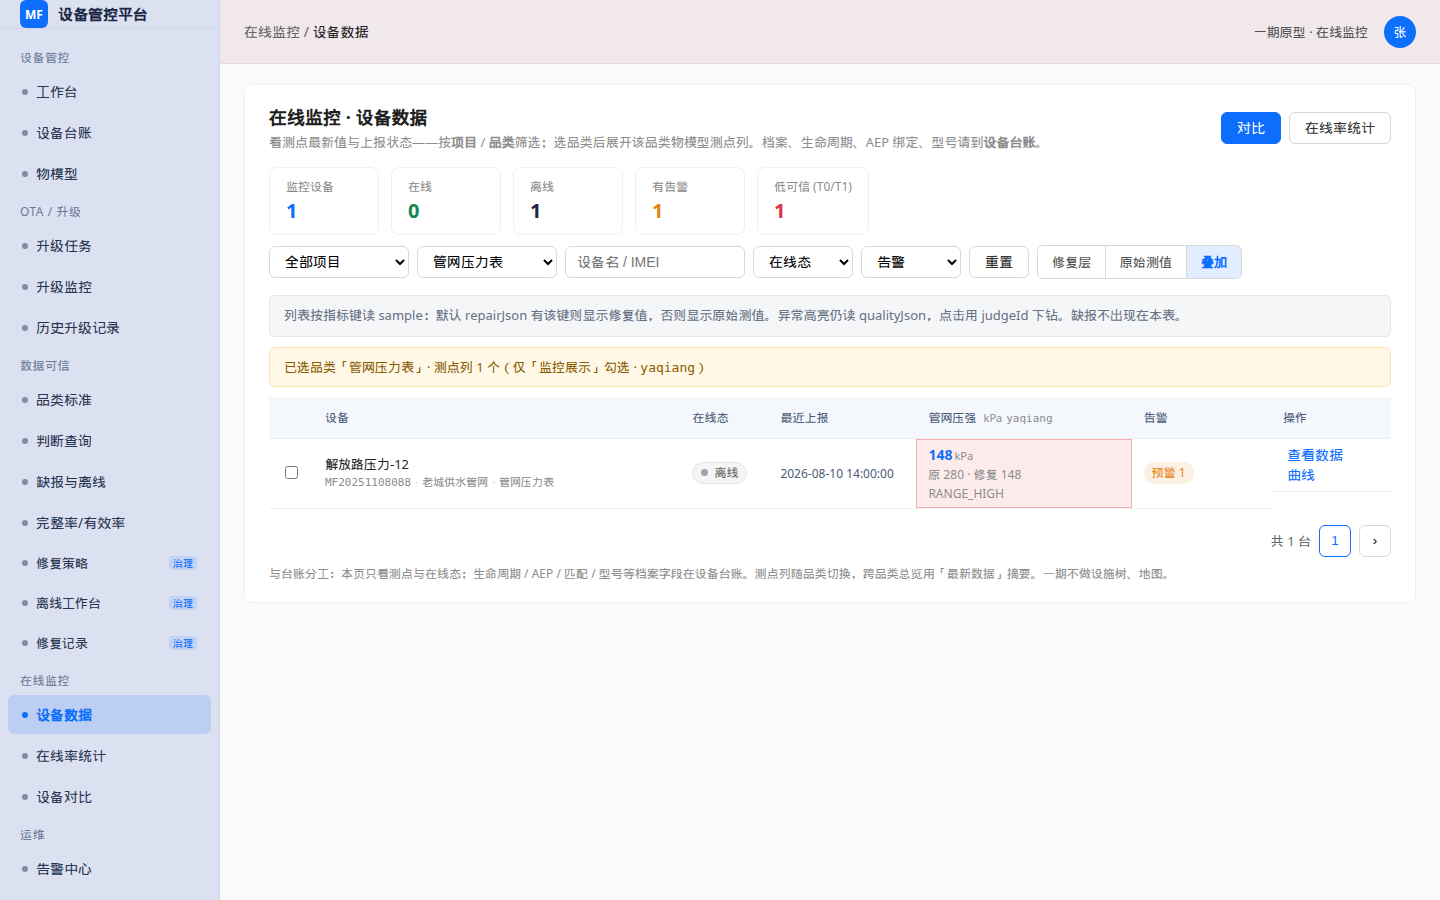 MF 设备管控平台
设备管控
工作台
设备台账
物模型
OTA / 升级
升级任务
升级监控
历史升级记录
数据可信
品类标准
判断查询
缺报与离线
完整率/有效率
修复策略 治理
离线工作台 治理
修复记录 治理
在线监控
设备数据
在线率统计
设备对比
运维
告警中心
在线监控 / 设备数据
一期原型 · 在线监控 张
在线监控 · 设备数据
看测点最新值与上报状态——按项目 / 品类筛选；选品类后展开该品类物模型测点列。档案、生命周期、AEP 绑定、型号请到设备台账。
对比 在线率统计
监控设备 在线 离线 有告警 低可信 (T0/T1)
1 0 1 1 1
全部项目 管网压力表 设备名 / IMEI 在线态 告警 重置 修复层 原始测值 叠加
列表按指标键读 sample：默认 repairJson 有该键则显示修复值，否则显示原始测值。异常高亮仍读 qualityJson，点击用 judgeId 下钻。缺报不出现在本表。
已选品类「管网压力表」· 测点列 1 个（仅「监控展示」勾选 · yaqiang）
设备 在线态 最近上报 管网压强 kPa yaqiang 告警 操作
解放路压力-12
MF20251108088 · 老城供水管网 · 管网压力表
离线 2026-08-10 14:00:00
148 kPa
原 280 · 修复 148
RANGE_HIGH
预警 1
查看数据
曲线
共 1 台 1 ›
与台账分工：本页只看测点与在线态；生命周期 / AEP / 匹配 / 型号等档案字段在设备台账。测点列随品类切换，跨品类总览用「最新数据」摘要。一期不做设施树、地图。